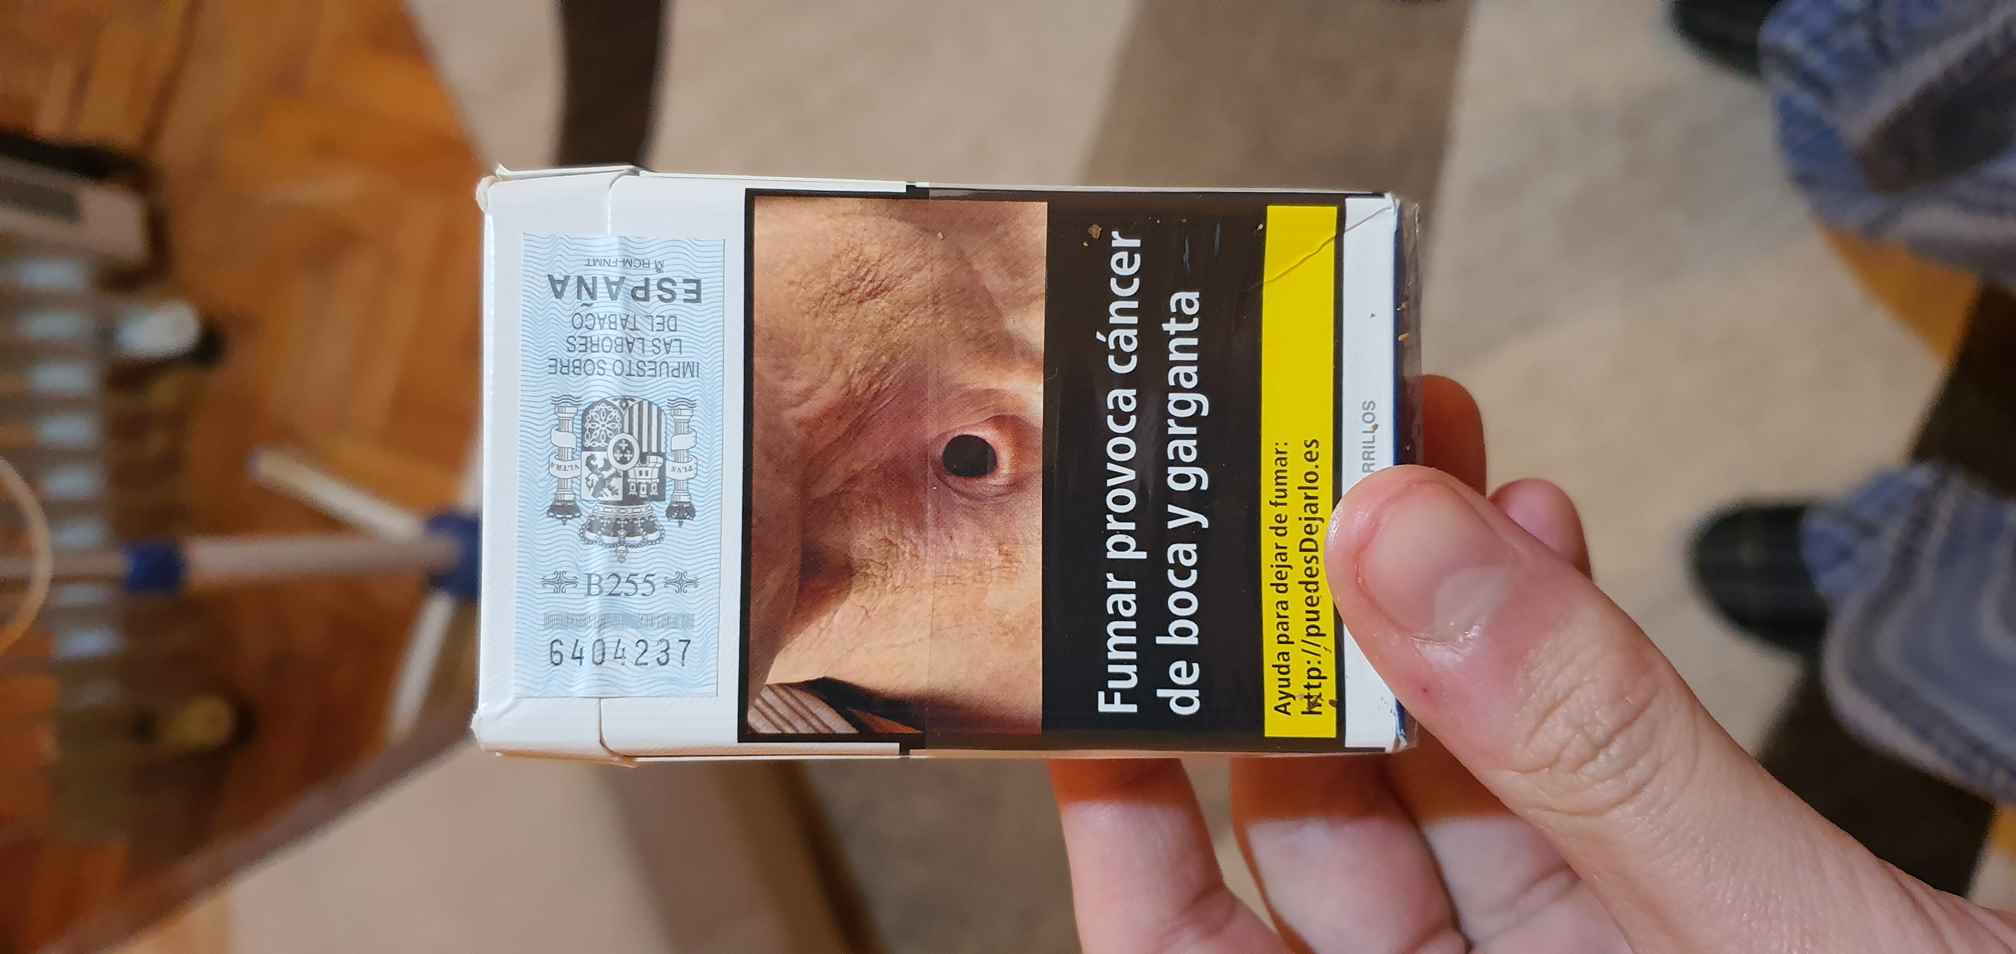 ESPAÑA
IMPUESTO SOBRE
LAS LABORES
DEL TABACO
B255
6404237
Fumar provoca cáncer
de boca y garganta
Ayuda para dejar de fumar:
http://puedesDejarlo.es